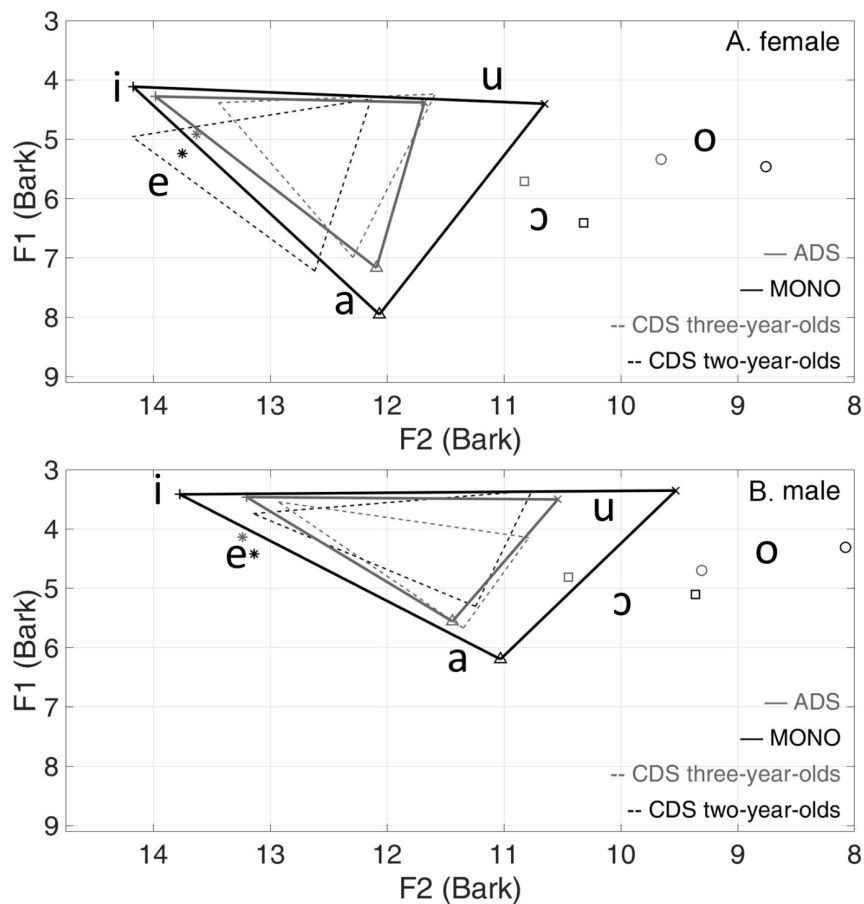 3
A. female
4
i
u
5
e
o
6
ɔ
7
— ADS
a
— MONO
8
-- CDS three-year-olds
-- CDS two-year-olds
9
F1 (Bark)
14 13 12 11 10 9 8
F2 (Bark)
3
B. male
i
u
4
e
o
5
ɔ
6
a
7
— ADS
— MONO
8
-- CDS three-year-olds
-- CDS two-year-olds
9
F1 (Bark)
14 13 12 11 10 9 8
F2 (Bark)